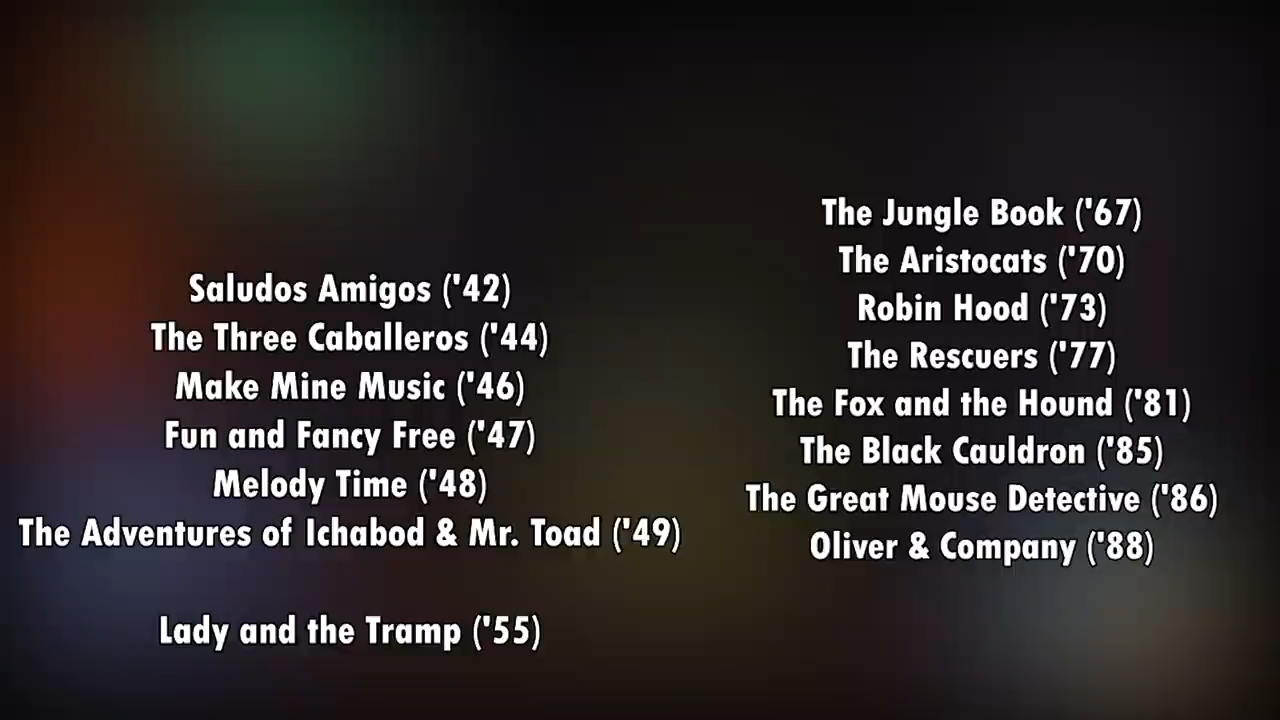 Saludos Amigos ('42)
The Three Caballeros ('44)
Make Mine Music ('46)
Fun and Fancy Free ('47)
Melody Time ('48)
The Adventures of Ichabod & Mr. Toad ('49)
Lady and the Tramp ('55)
The Jungle Book ('67)
The Aristocats ('70)
Robin Hood ('73)
The Rescuers ('77)
The Fox and the Hound ('81)
The Black Cauldron ('85)
The Great Mouse Detective ('86)
Oliver & Company ('88)